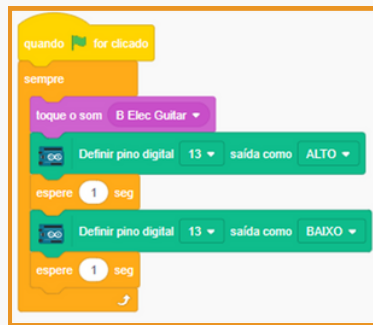 quando for clicado
sempre
toque o som B Elec Guitar
Definir pino digital 13 saída como ALTO
espere 1 seg
Definir pino digital 13 saída como BAIXO
espere 1 seg